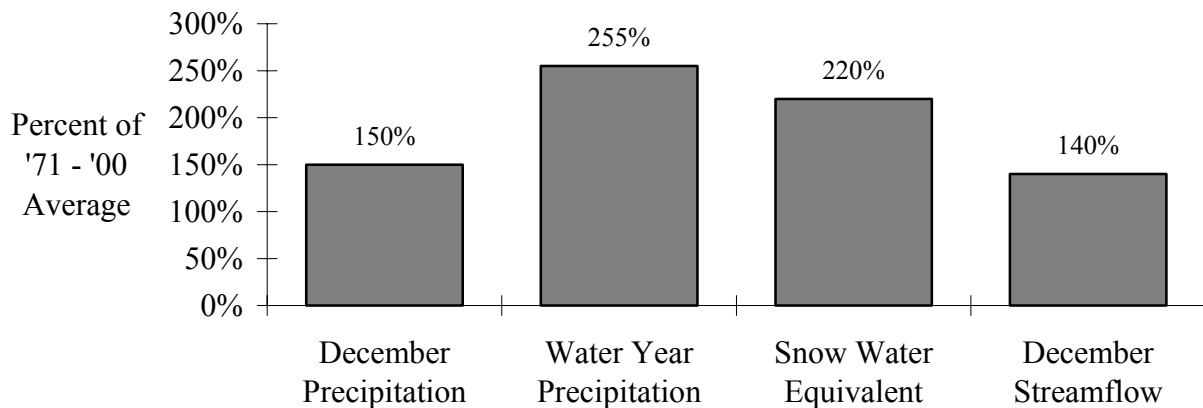 300%
250%
200%
150%
100%
50%
0%
Percent of
'71 - '00
Average
150%
255%
220%
140%
December
Precipitation
Water Year
Precipitation
Snow Water
Equivalent
December
Streamflow